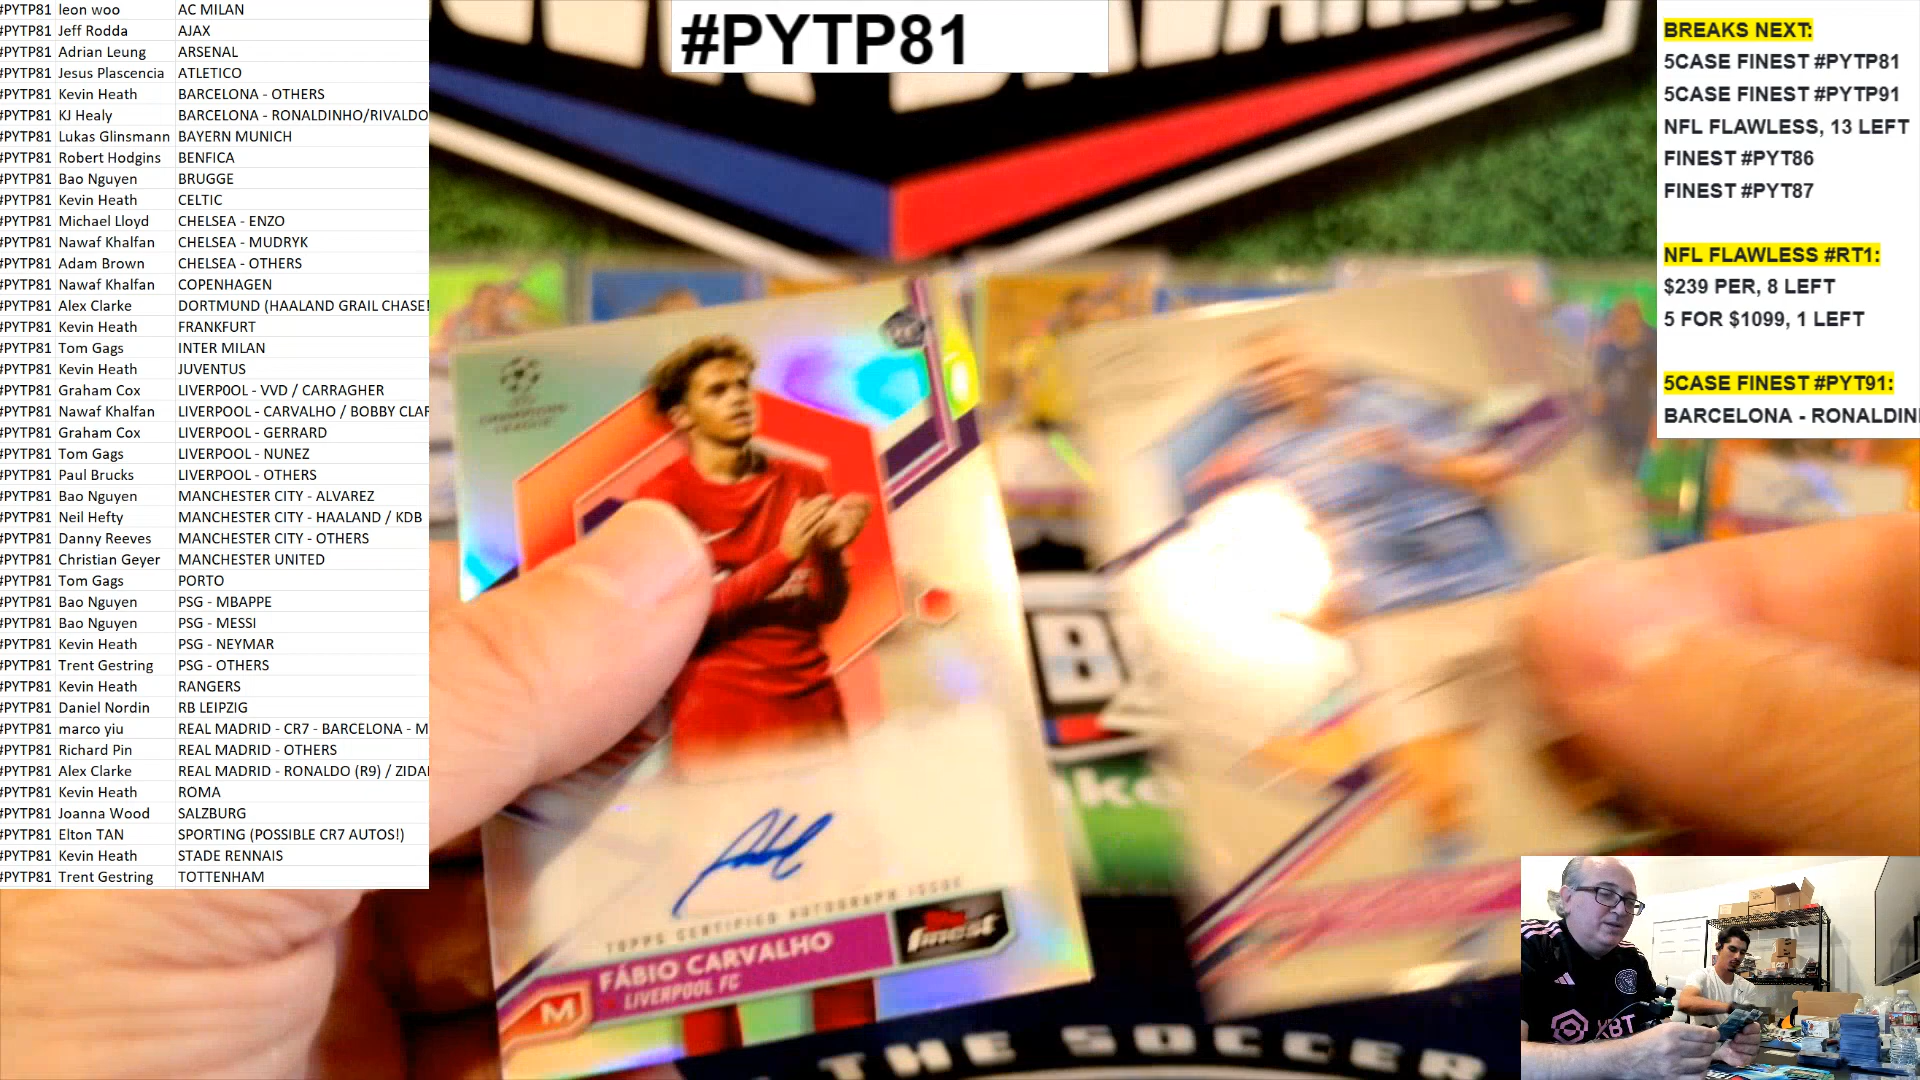 #PYTP81 leon woo AC MILAN
#PYTP81 Jeff Rodda AJAX
#PYTP81 Adrian Leung ARSENAL
#PYTP81 Jesus Plascencia ATLETICO
#PYTP81 Kevin Heath BARCELONA - OTHERS
#PYTP81 KJ Healy BARCELONA - RONALDINHO/RIVALDO
#PYTP81 Lukas Glinsmann BAYERN MUNICH
#PYTP81 Robert Hodgins BENFICA
#PYTP81 Bao Nguyen BRUGGE
#PYTP81 Kevin Heath CELTIC
#PYTP81 Michael Lloyd CHELSEA - ENZO
#PYTP81 Nawaf Khalfan CHELSEA - MUDRYK
#PYTP81 Adam Brown CHELSEA - OTHERS
#PYTP81 Nawaf Khalfan COPENHAGEN
#PYTP81 Alex Clarke DORTMUND (HAALAND GRAIL CHASE!
#PYTP81 Kevin Heath FRANKFURT
#PYTP81 Tom Gags INTER MILAN
#PYTP81 Kevin Heath JUVENTUS
#PYTP81 Graham Cox LIVERP0OL - VVD / CARRAGHER
#PYTP81 Nawaf Khalfan LIVERPOOL - CARVALHO / BOBBY CLAR
#PYTP81 Graham Cox LIVERPOOL - GERRARD
#PYTP81 Tom Gags LIVERPOOL - NUNEZ
#PYTP81 Paul Brucks LIVERPOOL - OTHERS
#PYTP81 Bao Nguyen MANCHESTER CITY - ALVAREZ
#PYTP81 Neil Hefty MANCHESTER CITY - HAALAND / KDB
#PYTP81 Danny Reeves MANCHESTER CITY - OTHERS
#PYTP81 Christian Geyer MANCHESTER UNITED
#PYTP81 Tom Gags PORTO
#PYTP81 Bao Nguyen PSG - MBAPPE
#PYTP81 Bao Nguyen PSG - MESSI
#PYTP81 Kevin Heath PSG - NEYMAR
#PYTP81 Trent Gestring PSG - OTHERS
#PYTP81 Kevin Heath RANGERS
#PYTP81 Daniel Nordin RB LEIPZIG
#PYTP81 marco yiu REAL MADRID - CR7 - BARCELONA - M
#PYTP81 Richard Pin REAL MADRID - OTHERS
#PYTP81 Alex Clarke REAL MADRID - RONALDO (R9) / ZIDAN
#PYTP81 Kevin Heath ROMA
#PYTP81 Joanna Wood SALZBURG
#PYTP81 Elton TAN SPORTING (POSSIBLE CR7 AUTOS!)
#PYTP81 Kevin Heath STADE RENNAIS
#PYTP81 Trent Gestring TOTTENHAM
#PYTP81
BREAKS NEXT:
5CASE FINEST #PYTP81
5CASE FINEST #PYTP91
NFL FLAWLESS, 13 LEFT
FINEST #PYT86
FINEST #PYT87
NFL FLAWLESS #RT1:
$239 PER, 8 LEFT
5 FOR $1099, 1 LEFT
5CASE FINEST #PYT91:
BARCELONA - RONALDIN
CHAMPIONS
LEAGUE
TOPPS CERTIFIED AUTOGRAPH ISSUE
Topps
finest
FÁBIO CARVALHO
M LIVERPOOL FC
THE SOCCER
XBT